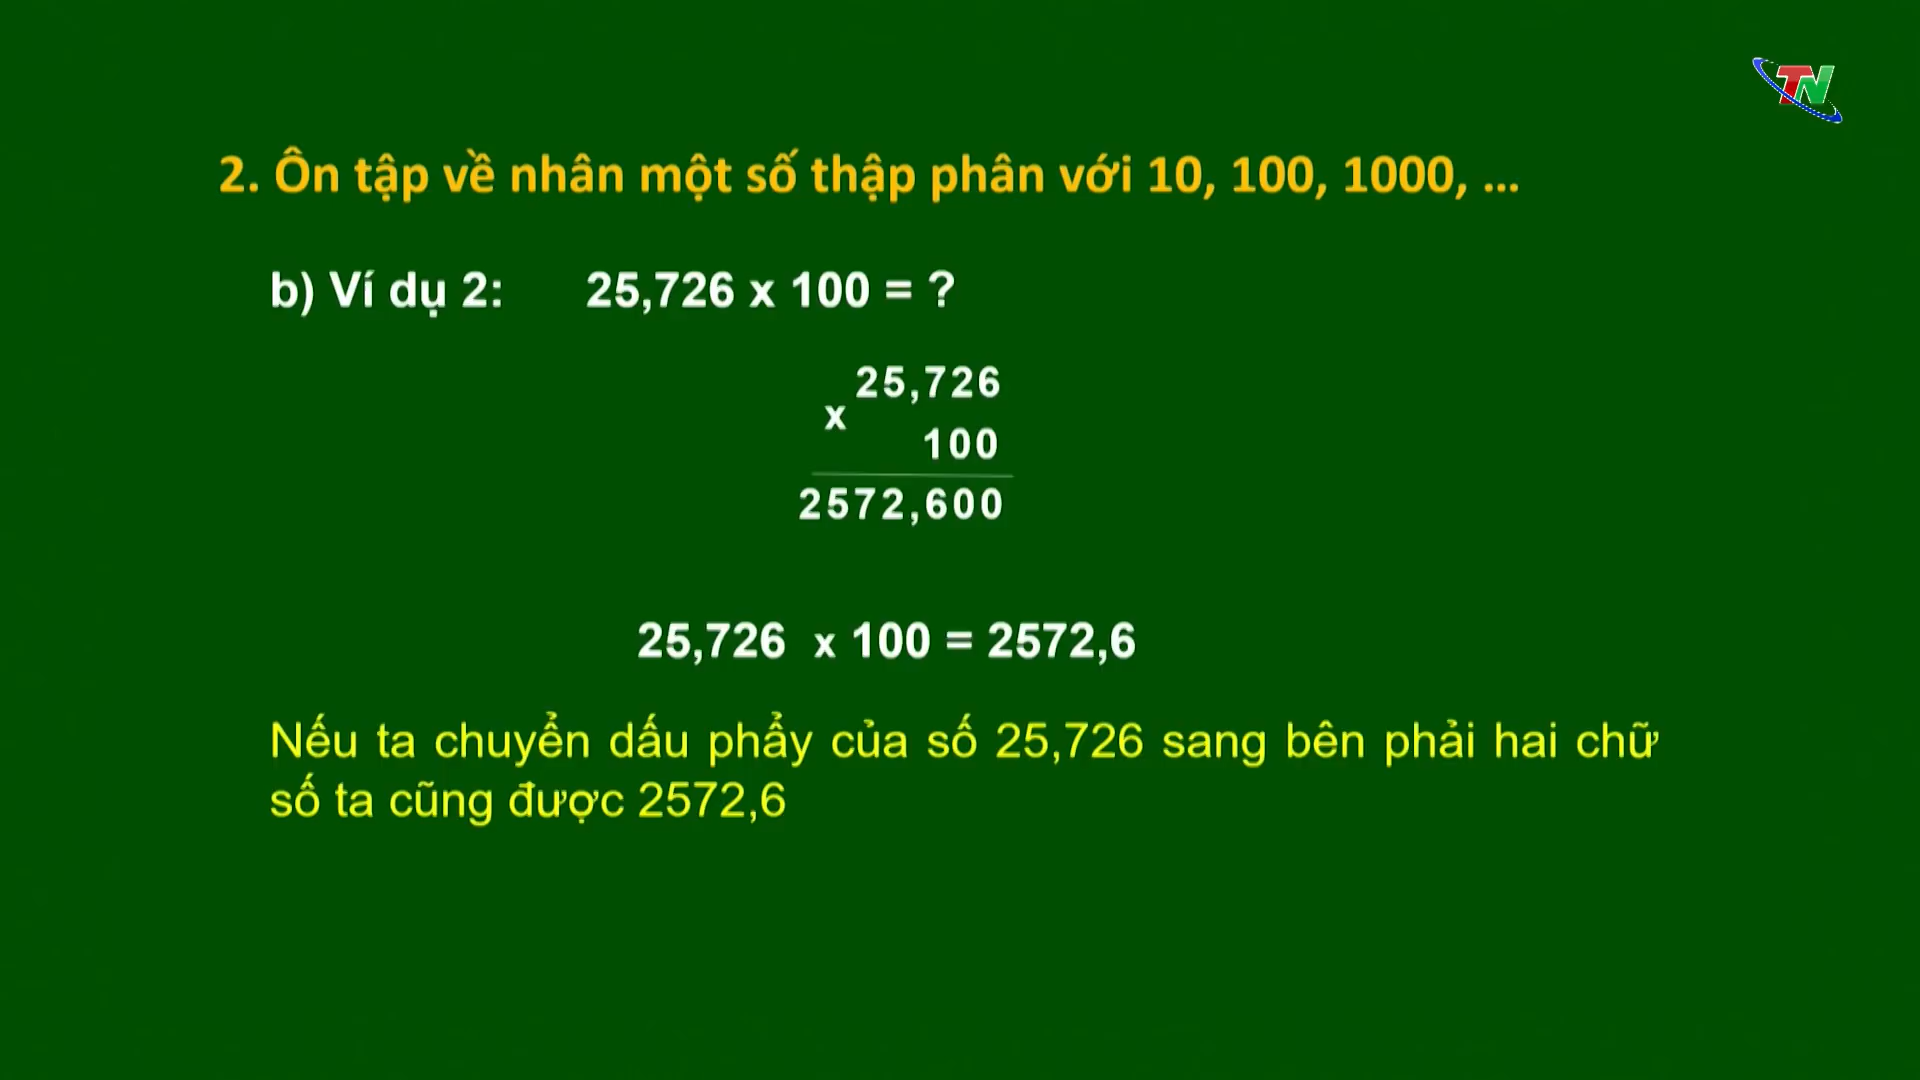 TN
2. Ôn tập về nhân một số thập phân với 10, 100, 1000, ...
b) Ví dụ 2: 25,726 x 100 = ?
25,726
x
100
2572,600
25,726 x 100 = 2572,6
Nếu ta chuyển dấu phẩy của số 25,726 sang bên phải hai chữ
số ta cũng được 2572,6